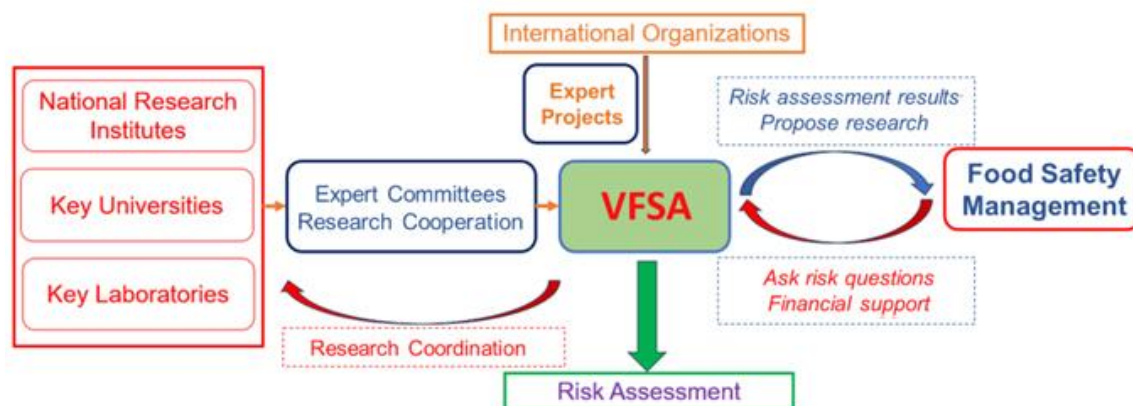 International Organizations
National Research
Institutes
Key Universities
Key Laboratories
Expert Committees
Research Cooperation
Expert
Projects
VFSA
Risk assessment results
Propose research
Food Safety
Management
Ask risk questions
Financial support
Research Coordination
Risk Assessment